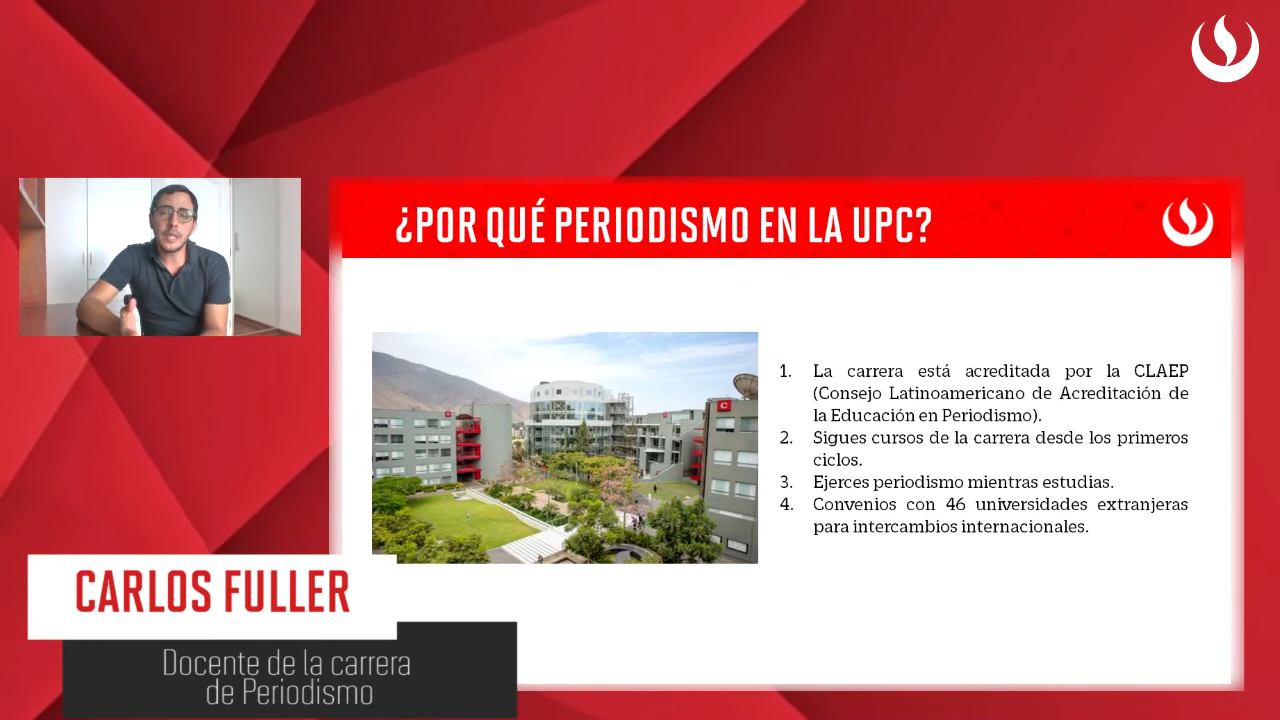 ¿POR QUÉ PERIODISMO EN LA UPC?
1. La carrera está acreditada por la CLAEP
(Consejo Latinoamericano de Acreditación de
la Educación en Periodismo).
2. Sigues cursos de la carrera desde los primeros
ciclos.
3. Ejerces periodismo mientras estudias.
4. Convenios con 46 universidades extranjeras
para intercambios internacionales.
C
CARLOS FULLER
Docente de la carrera
de Periodismo